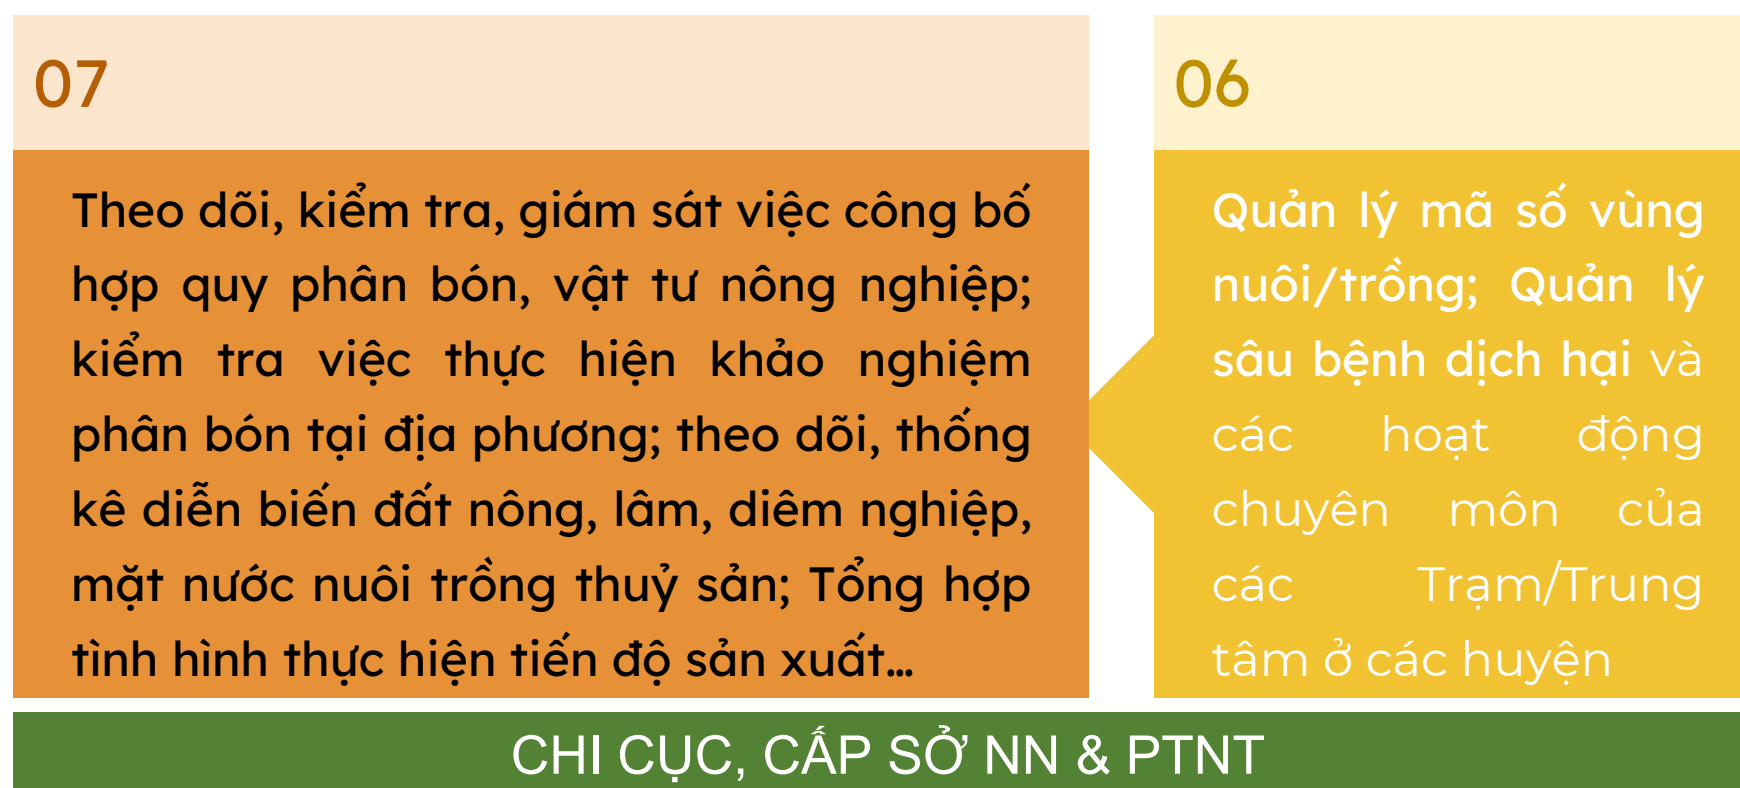 07
Theo dõi, kiểm tra, giám sát việc công bố
hợp quy phân bón, vật tư nông nghiệp;
kiểm tra việc thực hiện khảo nghiệm
phân bón tại địa phương; theo dõi, thống
kê diễn biến đất nông, lâm, diêm nghiệp,
mặt nước nuôi trồng thuỷ sản; Tổng hợp
tình hình thực hiện tiến độ sản xuất...
06
Quản lý mã số vùng
nuôi/trồng; Quản lý
sâu bệnh dịch hại và
các hoạt động
chuyên môn của
các Trạm/Trung
tâm ở các huyện
CHI CỤC, CẤP SỞ NN & PTNT